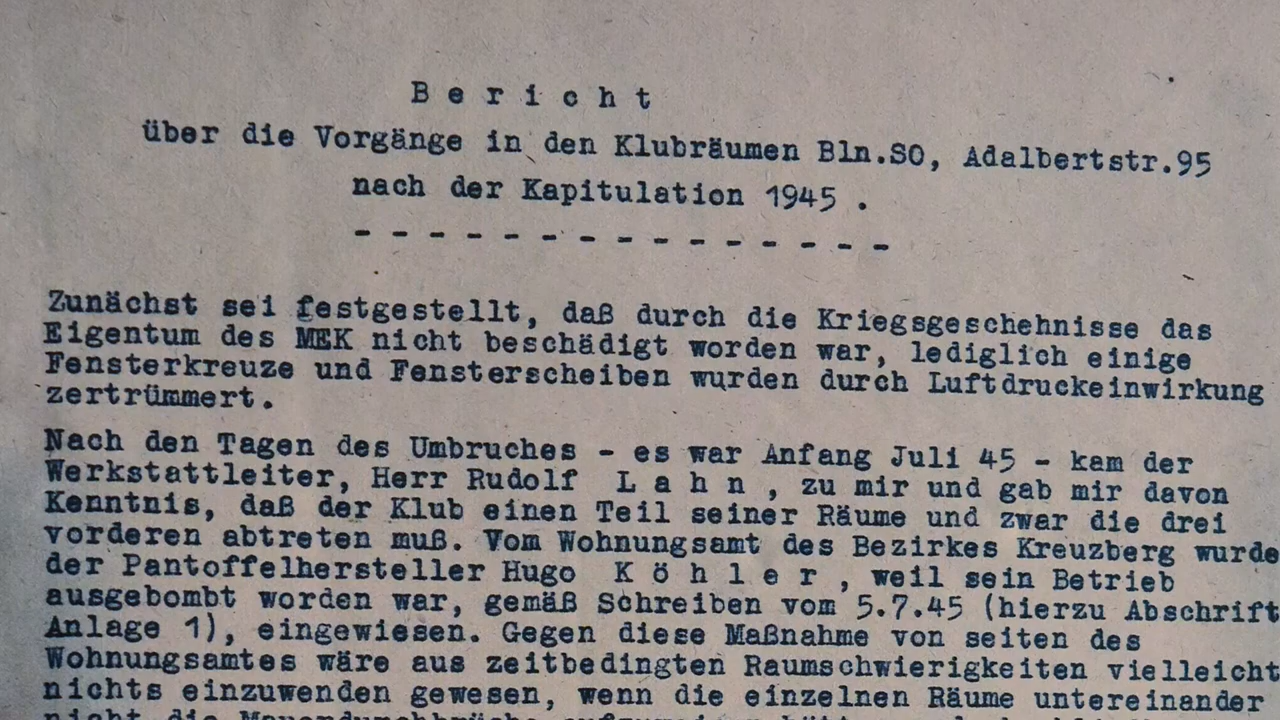 B e r i c h t
über die Vorgänge in den Klubräumen Bln.SO, Adalbertstr.95
nach der Kapitulation 1945 .
- - - - - - - - - - - - - - -
Zunächst sei festgestellt, daß durch die Kriegsgeschehnisse das
Eigentum des MEK nicht beschädigt worden war, lediglich einige
Fensterkreuze und Fensterscheiben wurden durch Luftdruckeinwirkung
zertrümmert.
Nach den Tagen des Umbruches - es war Anfang Juli 45 - kam der
Werkstattleiter, Herr Rudolf L a h n , zu mir und gab mir davon
Kenntnis, daß der Klub einen Teil seiner Räume und zwar die drei
vorderen abtreten muß. Vom Wohnungsamt des Bezirkes Kreuzberg wurde
der Pantoffelhersteller Hugo K ö h l e r , weil sein Betrieb
ausgebombt worden war, gemäß Schreiben vom 5.7.45 (hierzu Abschrift
Anlage 1), eingewiesen. Gegen diese Maßnahme von seiten des
Wohnungsamtes wäre aus zeitbedingten Raumschwierigkeiten vielleicht
nichts einzuwenden gewesen, wenn die einzelnen Räume untereinander
nicht die Mauerdurchbrüche